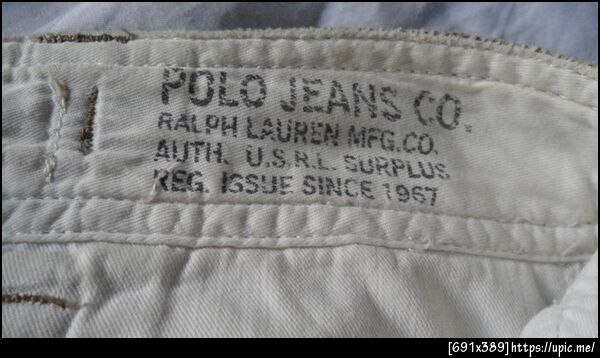 POLO JEANS CO.
RALPH LAUREN MFG.CO.
AUTH. U.S.R.L. SURPLUS
REG. ISSUE SINCE 1967
[691x389]https://upic.me/